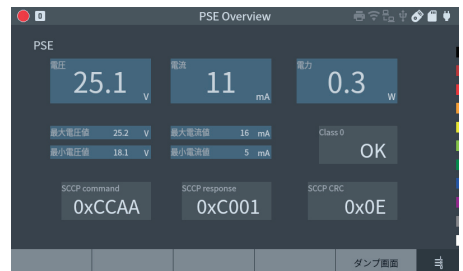 D PSE Overview
PSE
電圧 電流 電力
25.1 V 11 mA 0.3 W
最大電圧値 25.2 V 最大電流値 16 mA Class 0
最小電圧値 18.1 V 最小電流値 5 mA OK
SCCP command SCCP response SCCP CRC
0xCCAA 0xC001 0x0E
ダンプ画面